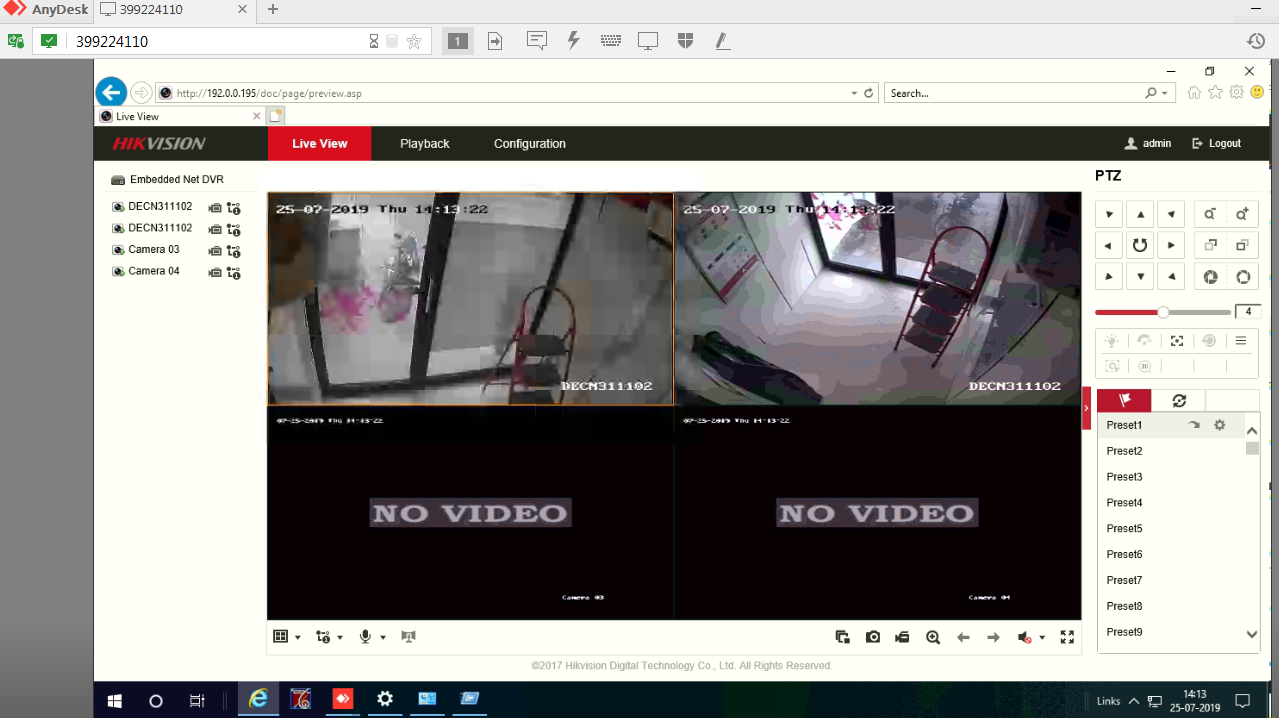 AnyDesk
399224110
1
399224110
http://192.0.0.195/doc/page/preview.asp
Search...
Live View
HIKVISION
Live View
Playback
Configuration
admin
Logout
Embedded Net DVR
DECN311102
DECN311102
Camera 03
Camera 04
25-07-2019 Thu 14:13:22
DECN311102
25-07-2019 Thu 14:13:22
DECN311102
07-25-2019 Thu 14:13:22
NO VIDEO
Camera 03
07-25-2019 Thu 14:13:22
NO VIDEO
Camera 04
PTZ
4
3D
Preset1
Preset2
Preset3
Preset4
Preset5
Preset6
Preset7
Preset8
Preset9
©2017 Hikvision Digital Technology Co., Ltd. All Rights Reserved.
Links
14:13
25-07-2019